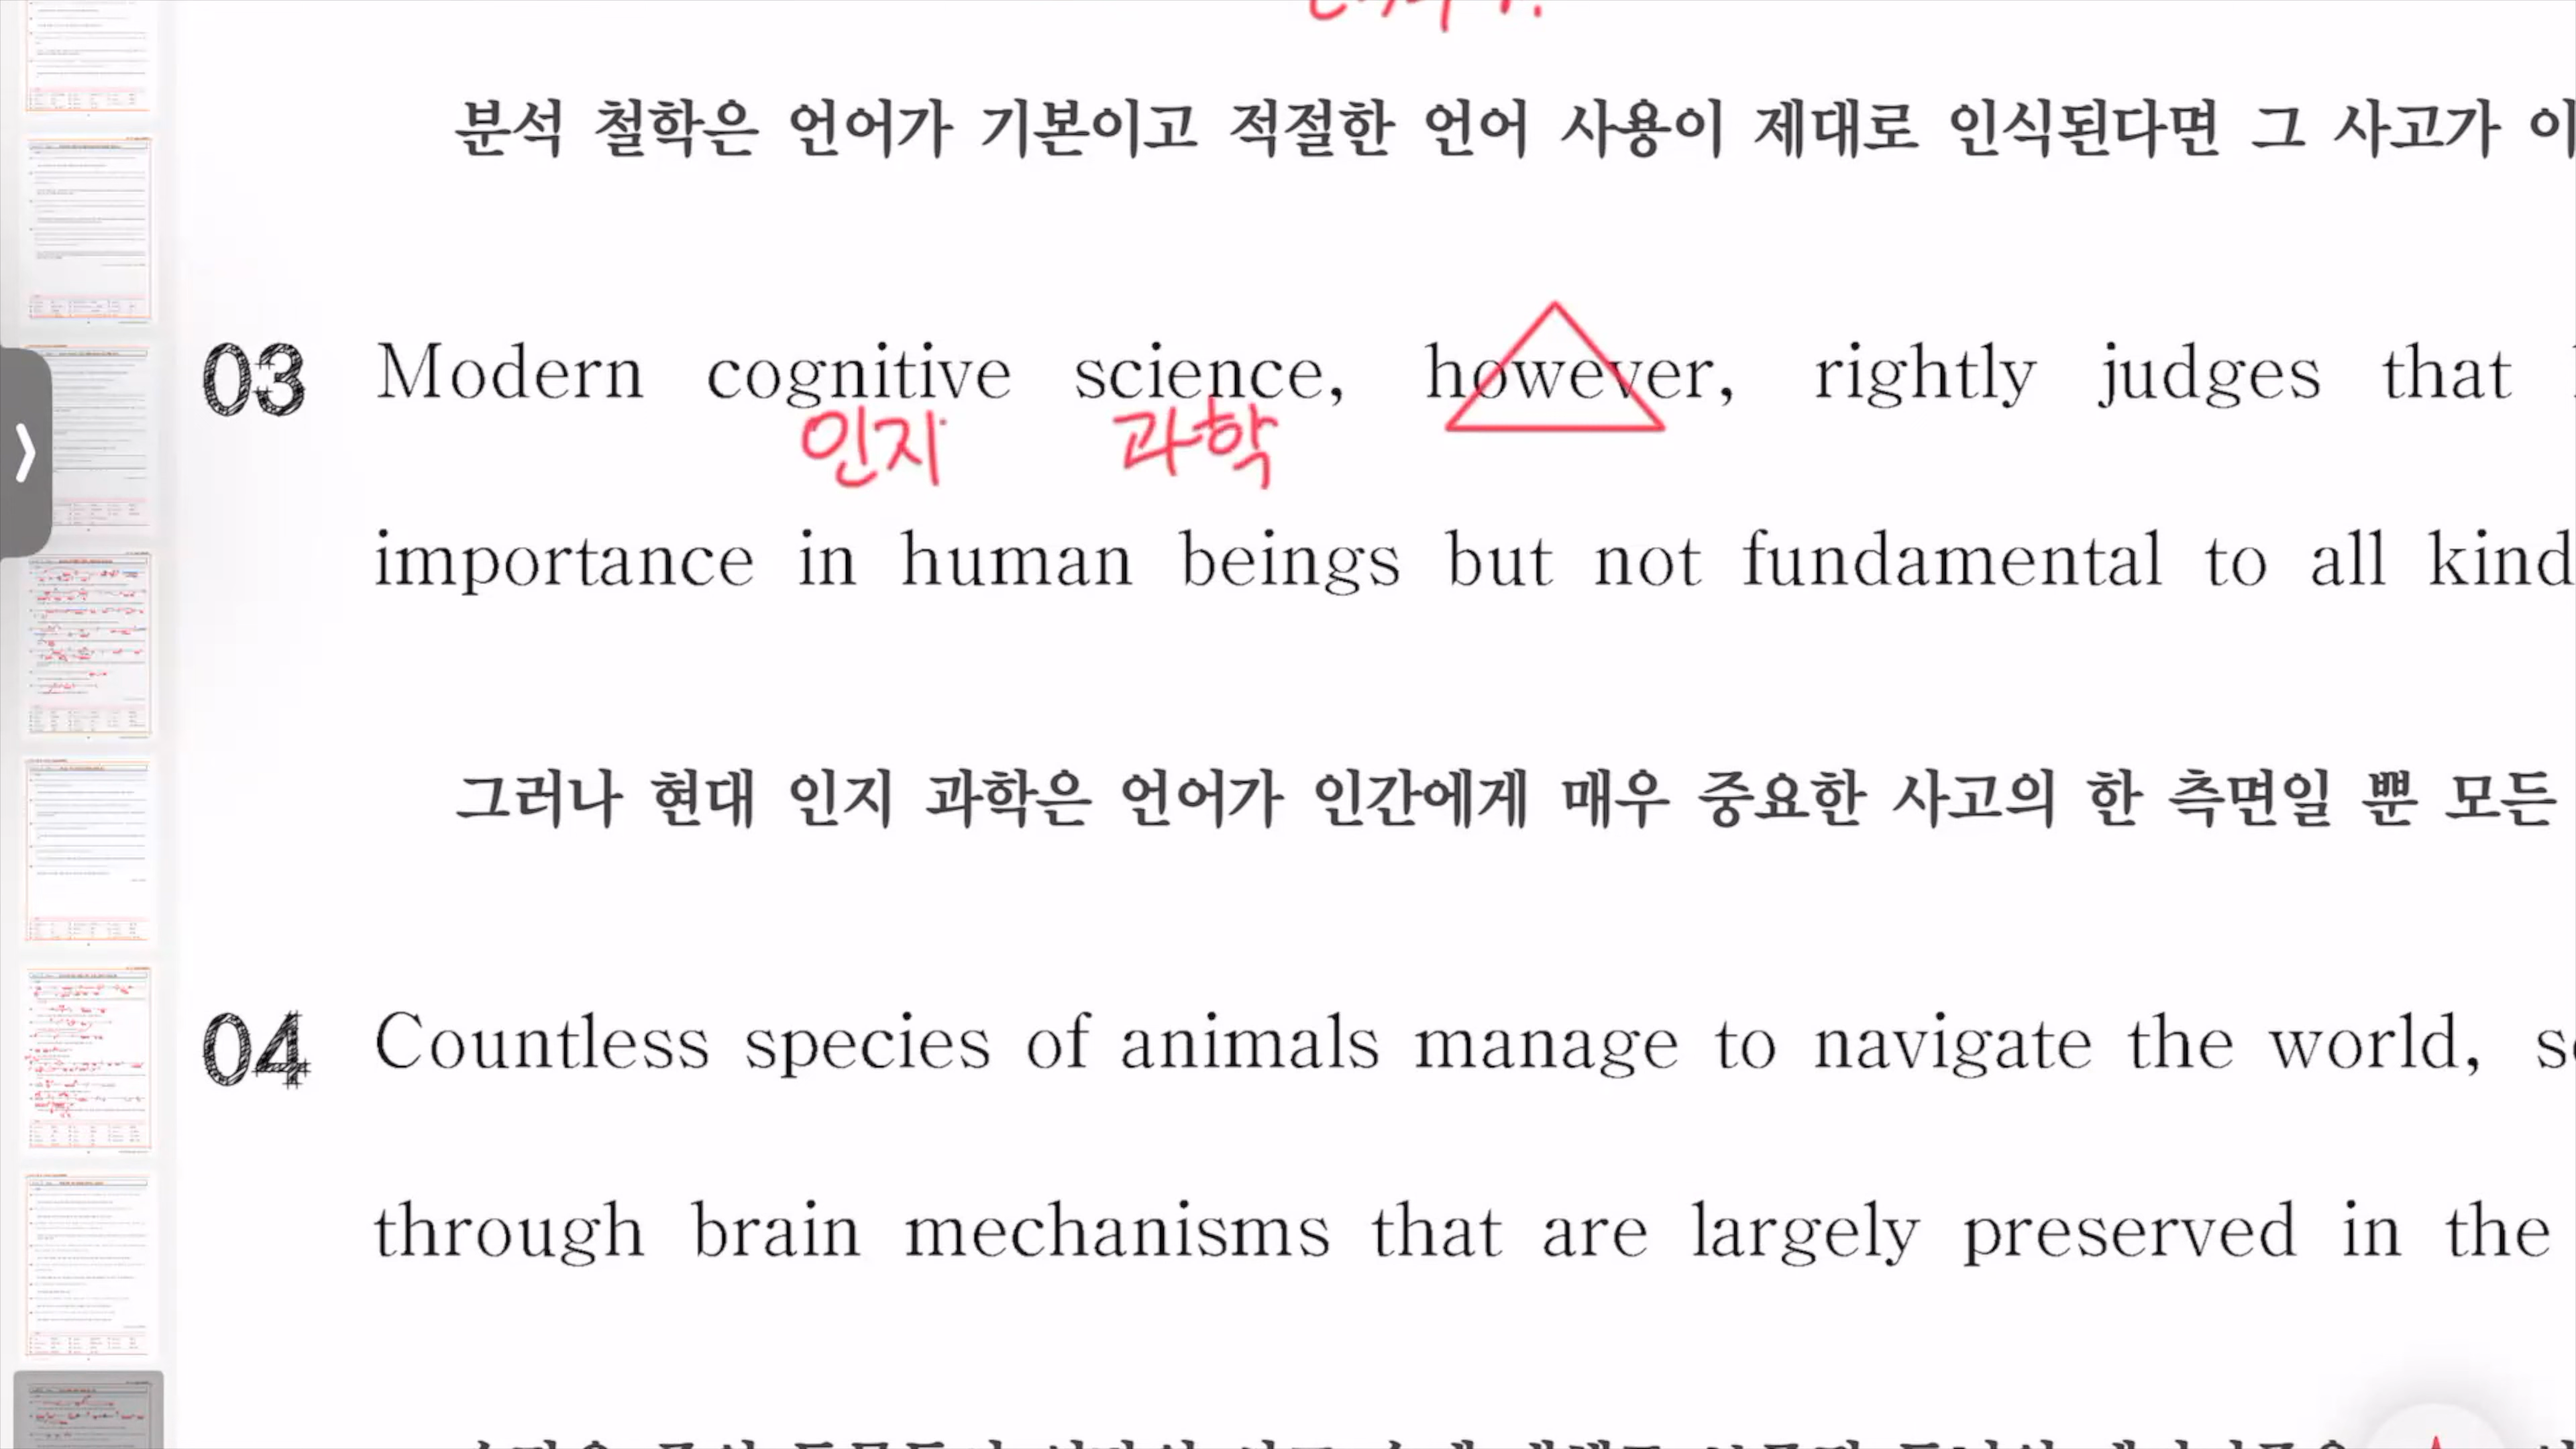 분석 철학은 언어가 기본이고 적절한 언어 사용이 제대로 인식된다면 그 사고가
03 Modern cognitive science, however, rightly judges that
인지 과학
importance in human beings but not fundamental to all
그러나 현대 인지 과학은 언어가 인간에게 매우 중요한 사고의 한 측면일 뿐 모든
04 Countless species of animals manage to navigate the world,
through brain mechanisms that are largely preserved in the